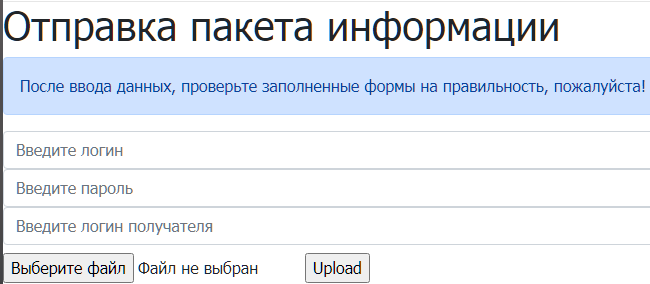 Отправка пакета информации
После ввода данных, проверьте заполненные формы на правильность, пожалуйста!
Введите логин
Введите пароль
Введите логин получателя
Выберите файл Файл не выбран Upload